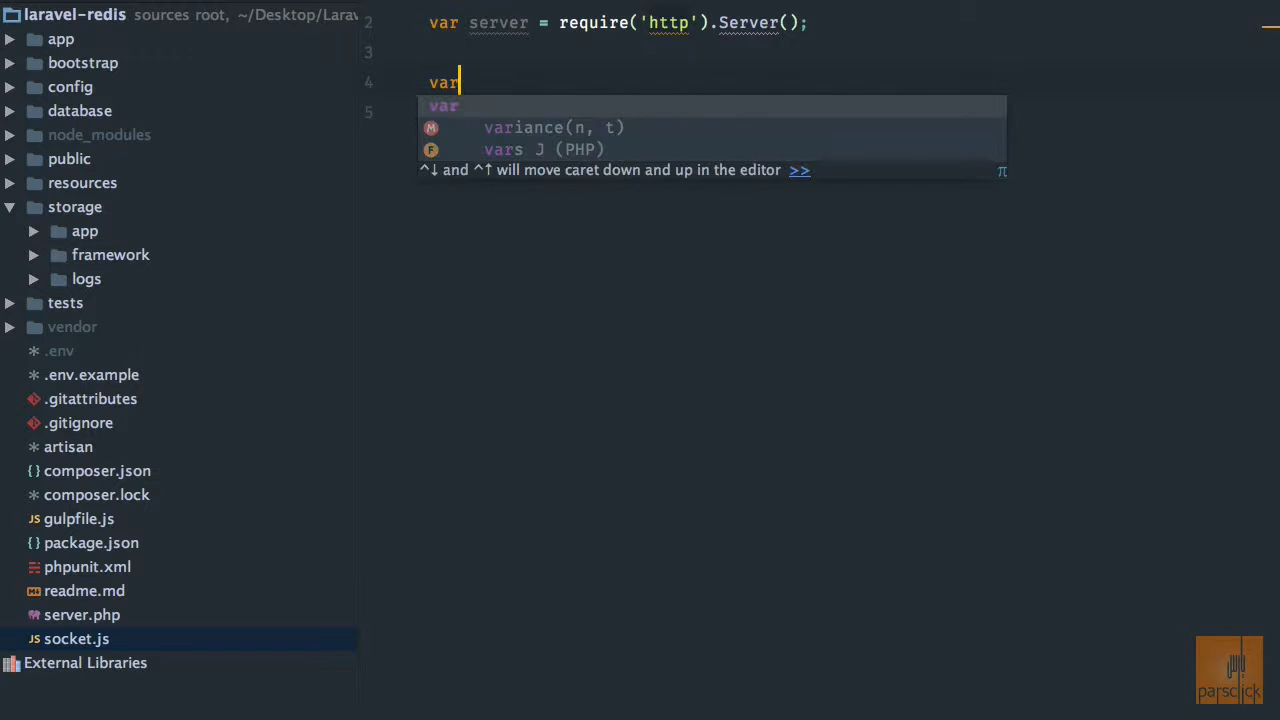 laravel-redis sources root, ~/Desktop/Larav
app
bootstrap
config
database
node_modules
public
resources
storage
app
framework
logs
tests
vendor
.env
.env.example
.gitattributes
.gitignore
artisan
composer.json
composer.lock
gulpfile.js
package.json
phpunit.xml
readme.md
server.php
socket.js
External Libraries
2 var server = require('http').Server();
3
4 var
5
var
variance(n, t)
vars J (PHP)
^↓ and ^↑ will move caret down and up in the editor >> π
parsclick